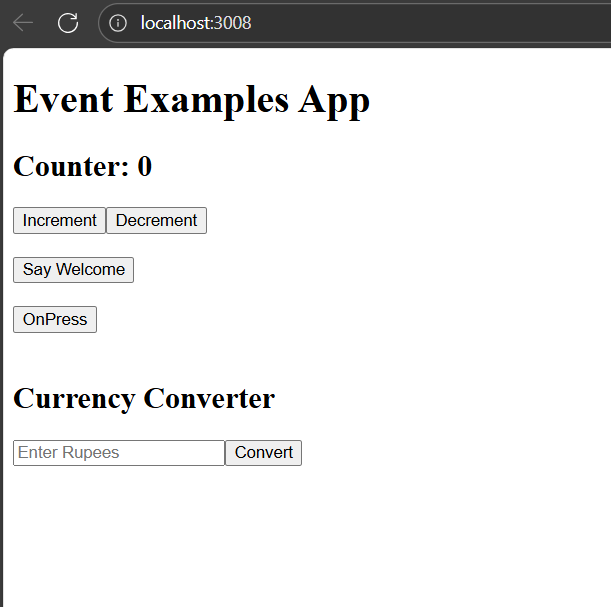 localhost:3008
Event Examples App
Counter: 0
Increment Decrement
Say Welcome
OnPress
Currency Converter
Enter Rupees Convert